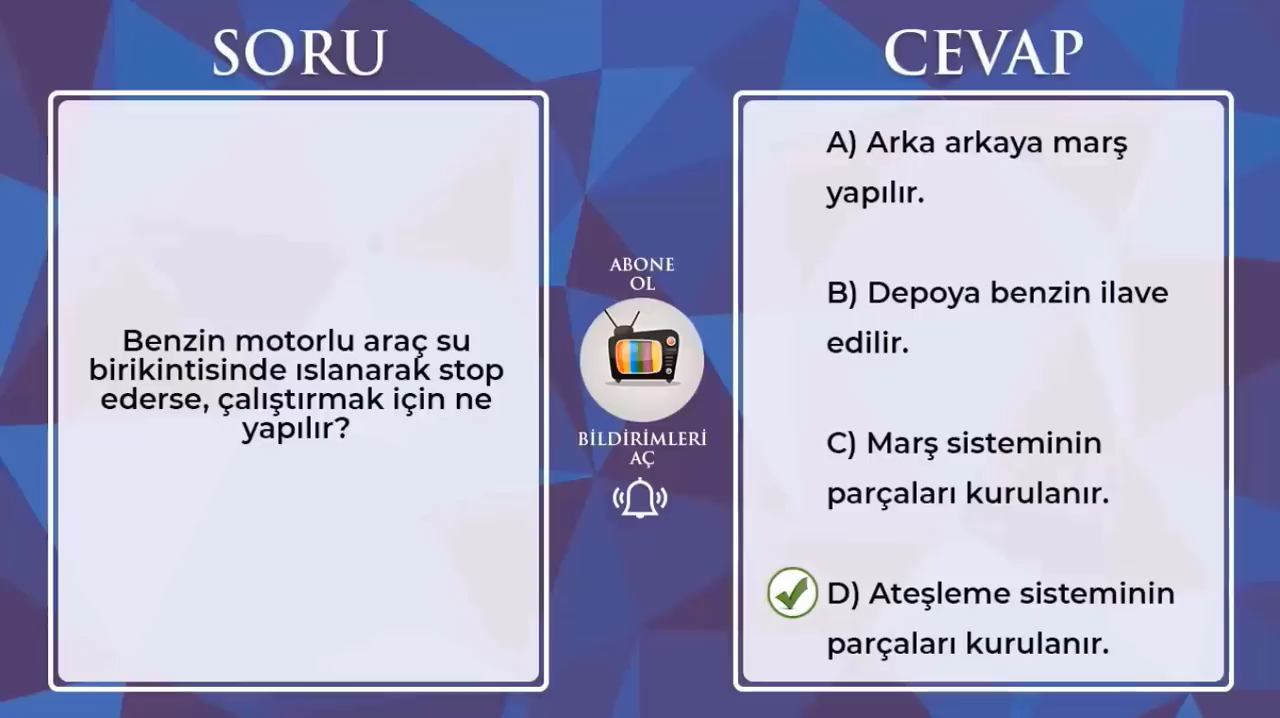 SORU
Benzin motorlu araç su
birikintisinde ıslanarak stop
ederse, çalıştırmak için ne
yapılır?
ABONE
OL
BİLDİRİMLERİ
AÇ
CEVAP
A) Arka arkaya marş
yapılır.
B) Depoya benzin ilave
edilir.
C) Marş sisteminin
parçaları kurulanır.
D) Ateşleme sisteminin
parçaları kurulanır.